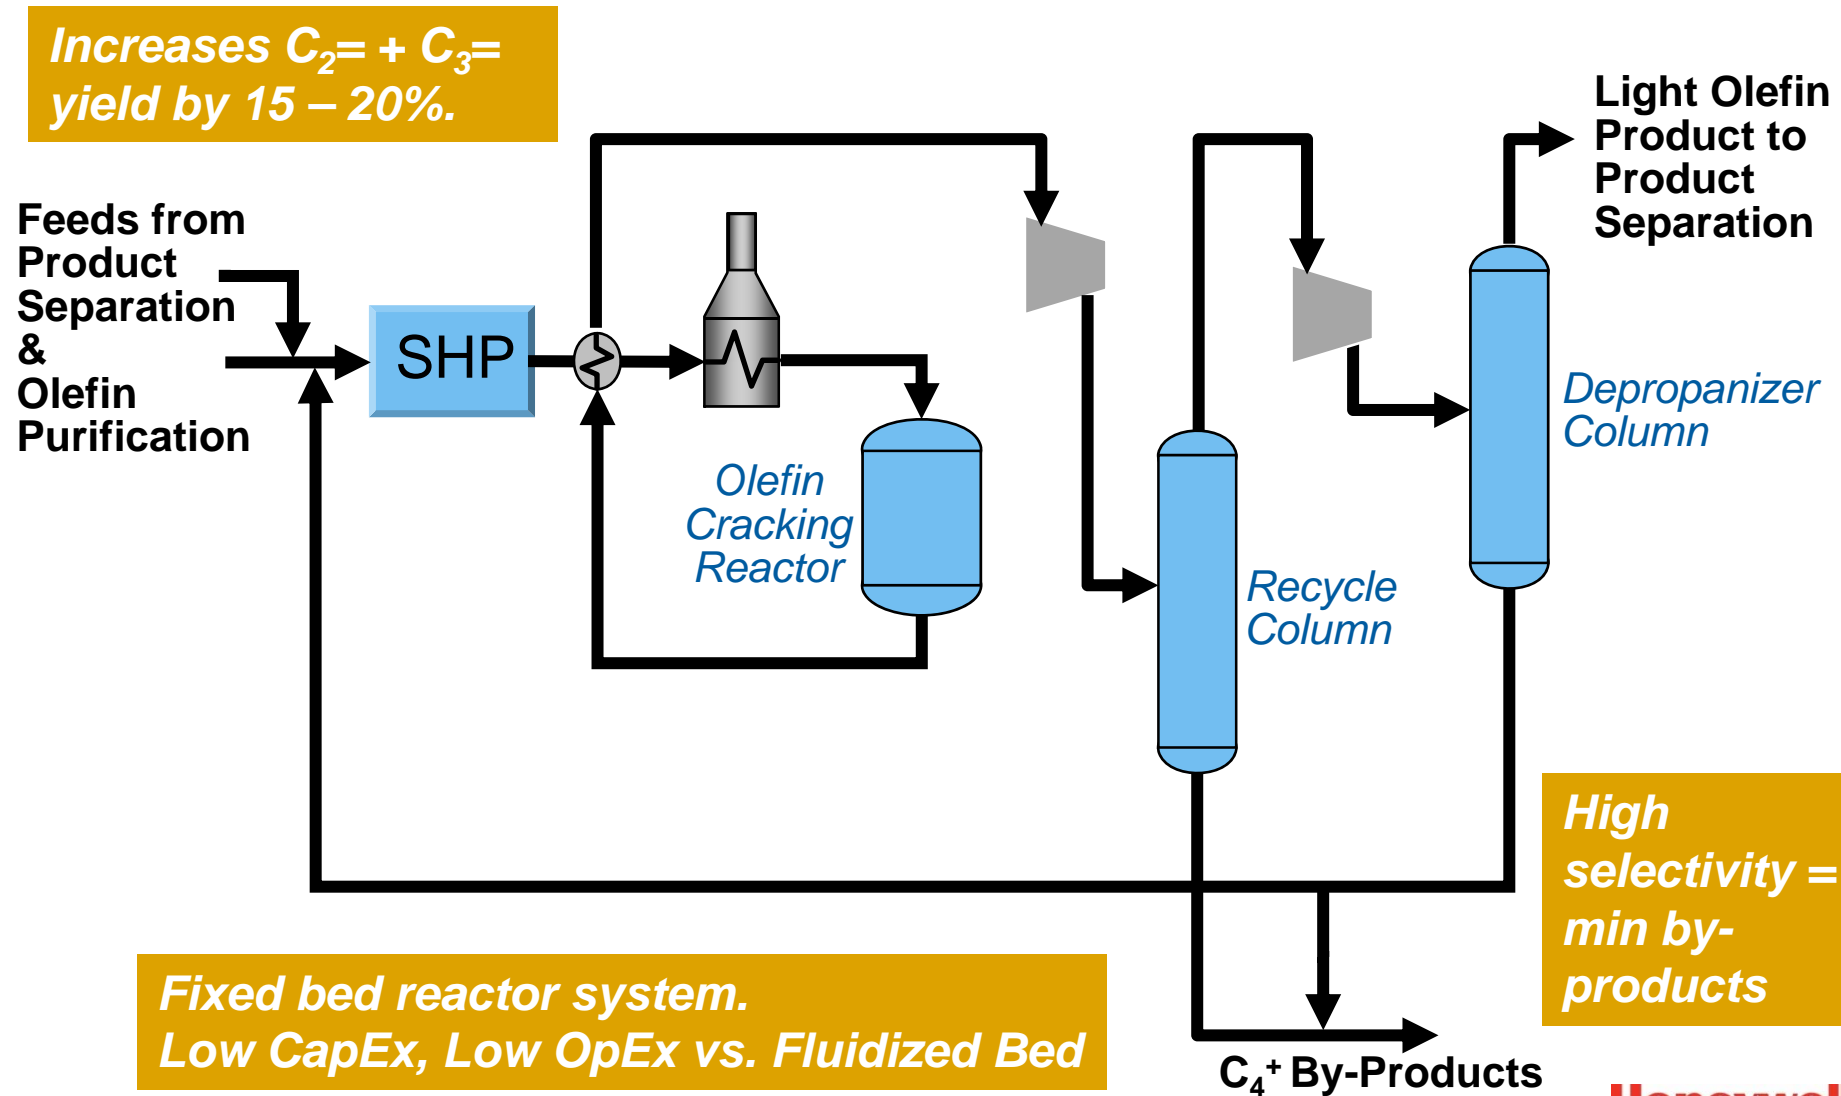 Increases C₂= + C₃=
yield by 15 – 20%.
Light Olefin
Product to
Product
Separation
Feeds from
Product
Separation
&
Olefin
Purification
SHP
Depropanizer
Column
Olefin
Cracking
Reactor
Recycle
Column
High
selectivity =
min by-
products
Fixed bed reactor system.
Low CapEx, Low OpEx vs. Fluidized Bed
C₄⁺ By-Products